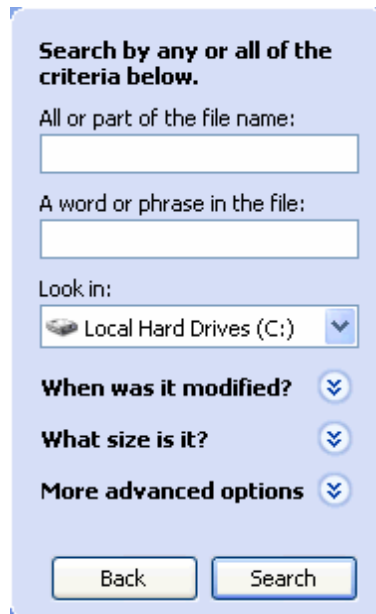 Search by any or all of the
criteria below.
All or part of the file name:
A word or phrase in the file:
Look in:
Local Hard Drives (C:)
When was it modified?
What size is it?
More advanced options
Back Search